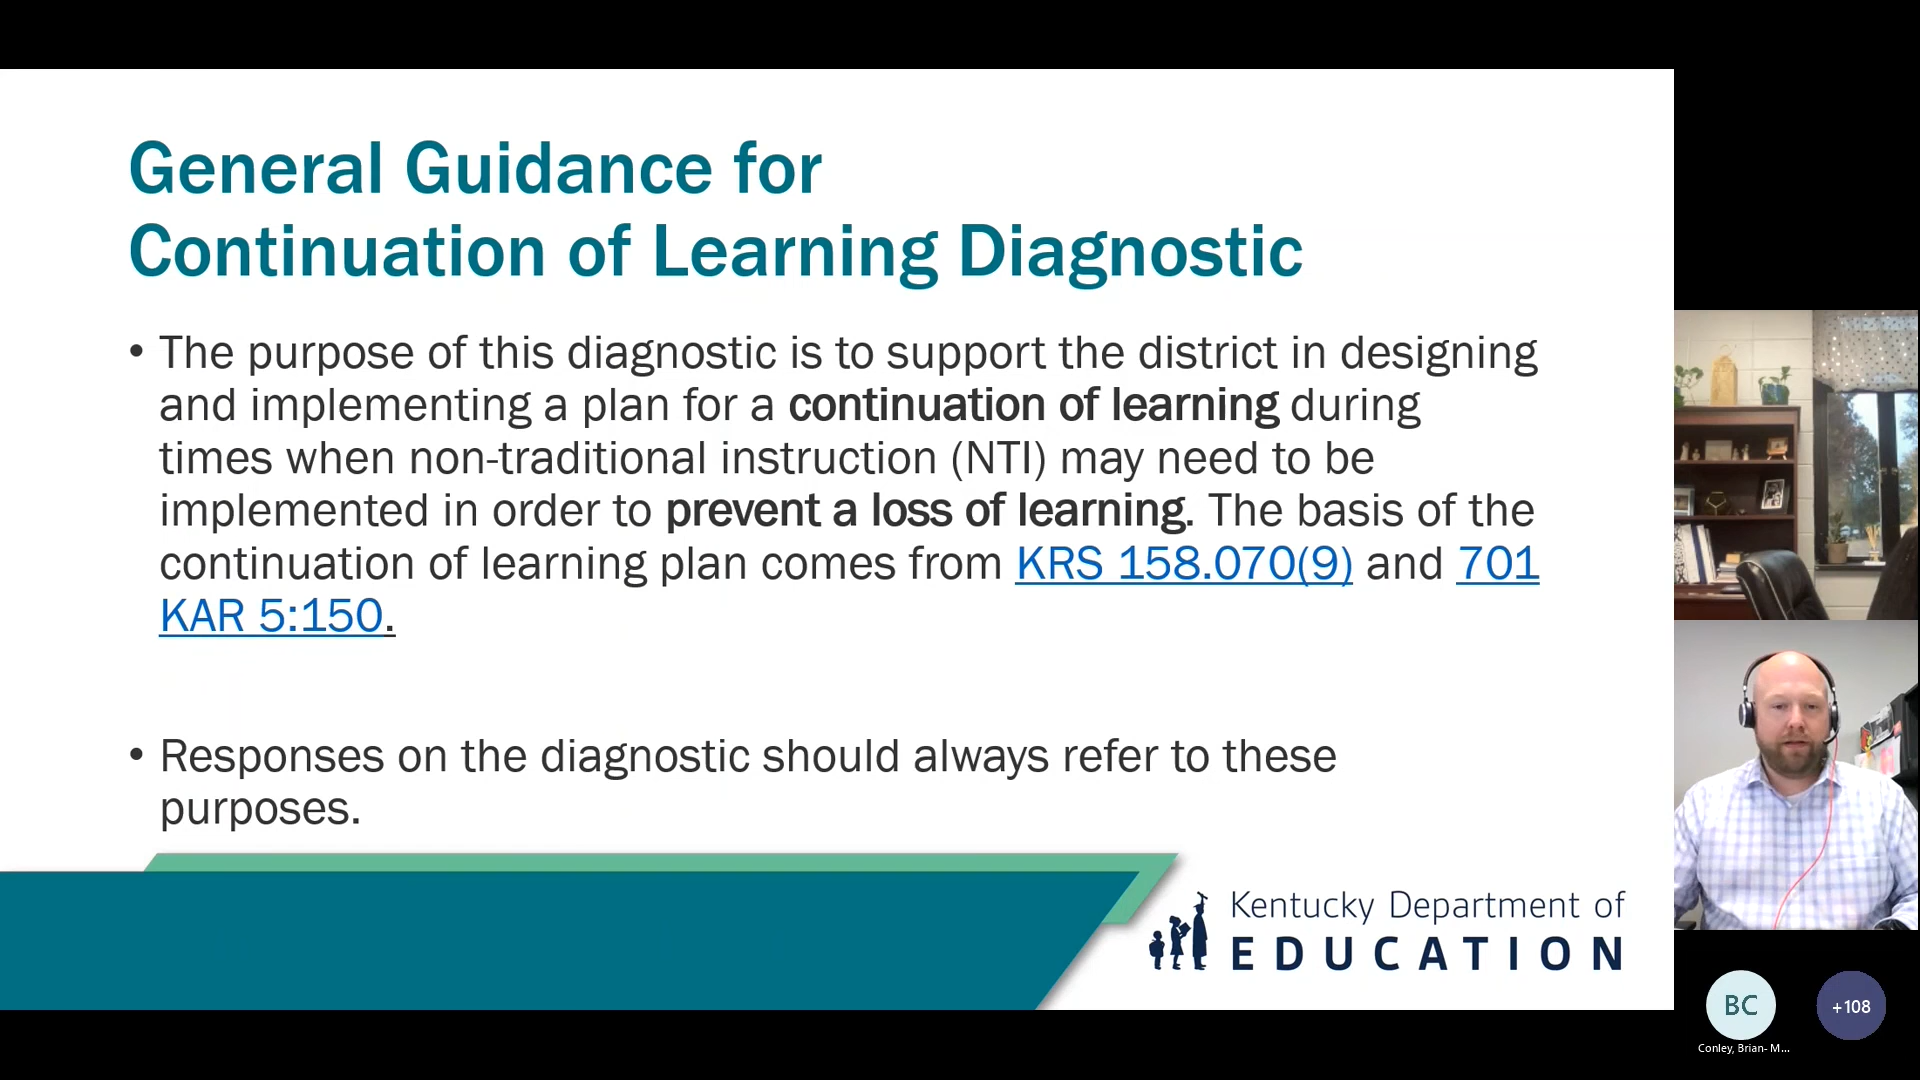 General Guidance for
Continuation of Learning Diagnostic
• The purpose of this diagnostic is to support the district in designing
and implementing a plan for a continuation of learning during
times when non-traditional instruction (NTI) may need to be
implemented in order to prevent a loss of learning. The basis of the
continuation of learning plan comes from KRS 158.070(9) and 701
KAR 5:150.
• Responses on the diagnostic should always refer to these
purposes.
Kentucky Department of
EDUCATION
BC
+108
Conley, Brian- M...